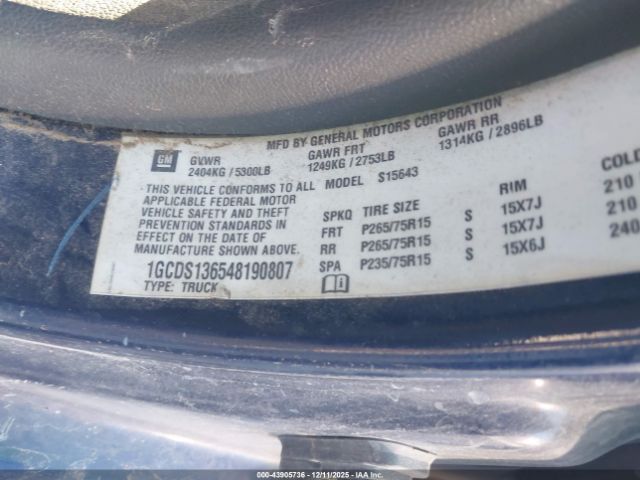 MFD BY GENERAL MOTORS CORPORATION
GM
GVWR GAWR FRT GAWR RR
2404KG / 5300LB 1249KG / 2753LB 1314KG / 2896LB
THIS VEHICLE CONFORMS TO ALL MODEL S15643
APPLICABLE FEDERAL MOTOR
VEHICLE SAFETY AND THEFT
PREVENTION STANDARDS IN
EFFECT ON THE DATE OF
MANUFACTURE SHOWN ABOVE.
SPKQ TIRE SIZE RIM COLD
FRT P265/75R15 S 15X7J 210
RR P265/75R15 S 15X7J 210
SPA P235/75R15 S 15X6J 240
1GCDS136548190807
TYPE: TRUCK
000-43905736 - 12/11/2025 - IAAI.COM